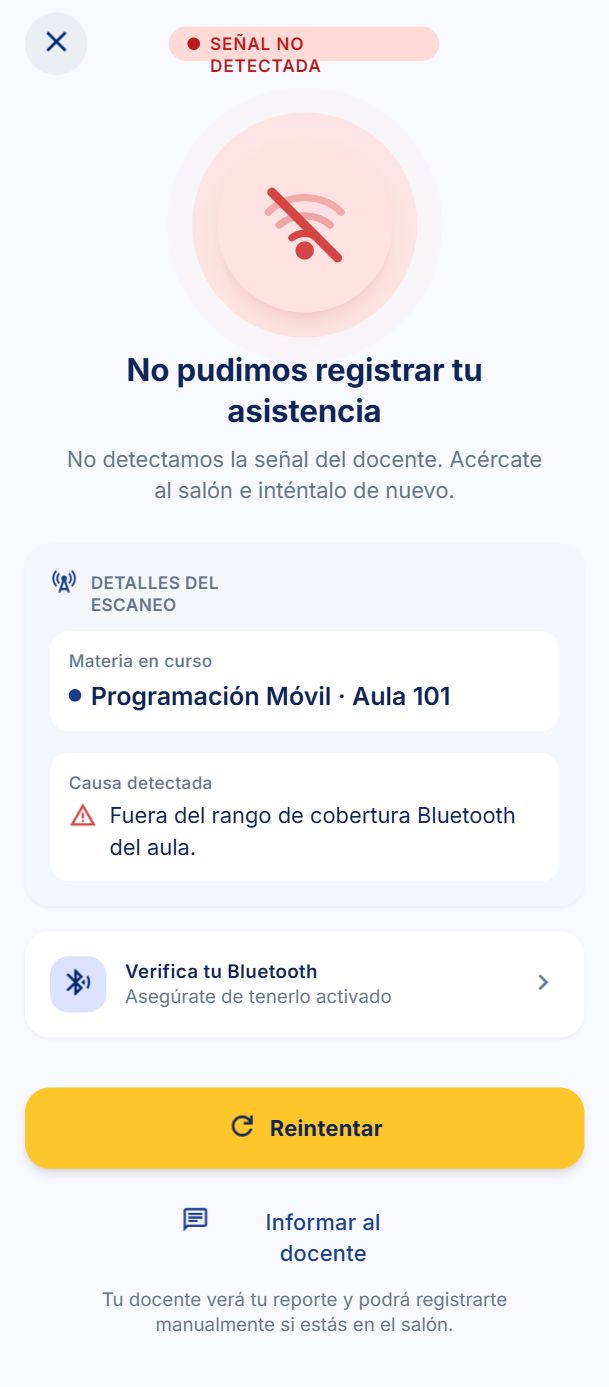 SEÑAL NO
DETECTADA
No pudimos registrar tu
asistencia
No detectamos la señal del docente. Acércate
al salón e inténtalo de nuevo.
DETALLES DEL
ESCANEO
Materia en curso
Programación Móvil · Aula 101
Causa detectada
Fuera del rango de cobertura Bluetooth
del aula.
Verifica tu Bluetooth
Asegúrate de tenerlo activado
Reintentar
Informar al
docente
Tu docente verá tu reporte y podrá registrarte
manualmente si estás en el salón.